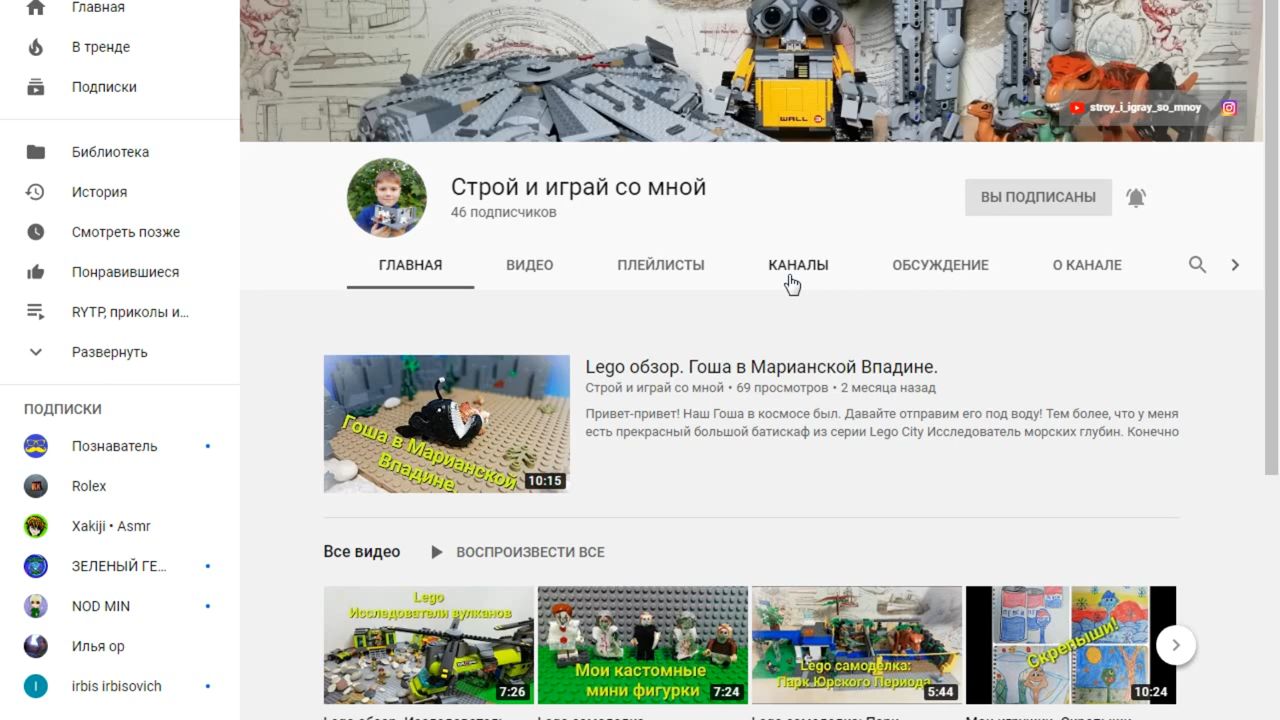 Главная
В тренде
Подписки
Библиотека
История
Смотреть позже
Понравившиеся
RYTP, приколы и...
Развернуть
ПОДПИСКИ
Познаватель
Rolex
Xakiji • Asmr
ЗЕЛЕНЫЙ ГЕ...
NOD MIN
Илья ор
irbis irbisovich
WALL
stroy_i_igray_so_mnoy
Строй и играй со мной
46 подписчиков
ВЫ ПОДПИСАНЫ
ГЛАВНАЯ
ВИДЕО
ПЛЕЙЛИСТЫ
КАНАЛЫ
ОБСУЖДЕНИЕ
О КАНАЛЕ
Гоша в Марианской
Впадине.
10:15
Lego обзор. Гоша в Марианской Впадине.
Строй и играй со мной • 69 просмотров • 2 месяца назад
Привет-привет! Наш Гоша в космосе был. Давайте отправим его под воду! Тем более, что у меня
есть прекрасный большой батискаф из серии Lego City Исследователь морских глубин. Конечно
Все видео
ВОСПРОИЗВЕСТИ ВСЕ
Lego
Исследователи вулканов
7:26
Мои кастомные
мини фигурки
7:24
Lego самоделка:
Парк Юрского Периода
5:44
Скрепыши!
10:24